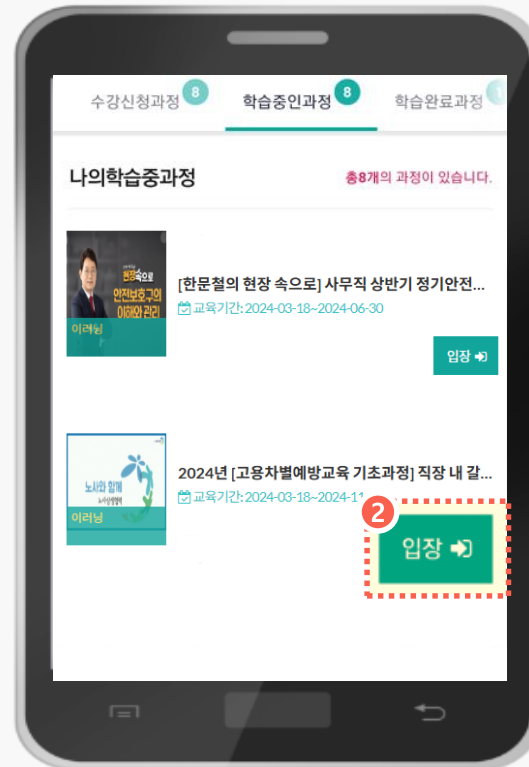 수강신청과정 8 학습중인과정 8 학습완료과정 1
나의학습중과정 총8개의 과정이 있습니다.
현장속으로
안전보호구의
이해와 관리
이러닝
[한문철의 현장 속으로] 사무직 상반기 정기안전...
교육기간: 2024-03-18~2024-06-30
입장
노사와 함께
이러닝
2024년 [고용차별예방교육 기초과정] 직장 내 갈...
교육기간: 2024-03-18~2024-11
2
입장